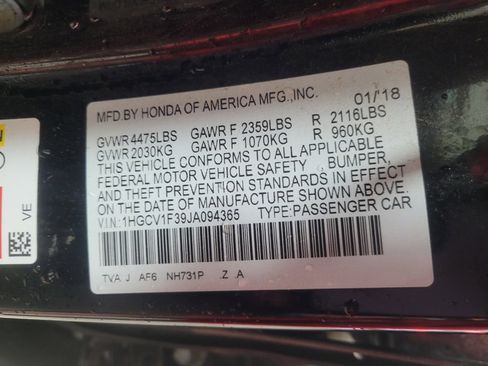 MFD.BY HONDA OF AMERICA MFG.,INC. 01/'18
GVWR 4475LBS GAWR F 2359LBS R 2116LBS
GVWR 2030KG GAWR F 1070KG R 960KG
THIS VEHICLE CONFORMS TO ALL APPLICABLE
FEDERAL MOTOR VEHICLE SAFETY , BUMPER,
AND THEFT PREVENTION STANDARDS IN EFFECT
ON THE DATE OF MANUFACTURE SHOWN ABOVE.
V.I.N.:1HGCV1F39JA094365 TYPE:PASSENGER CAR
TVA J AF6 NH731P .Z A
VE